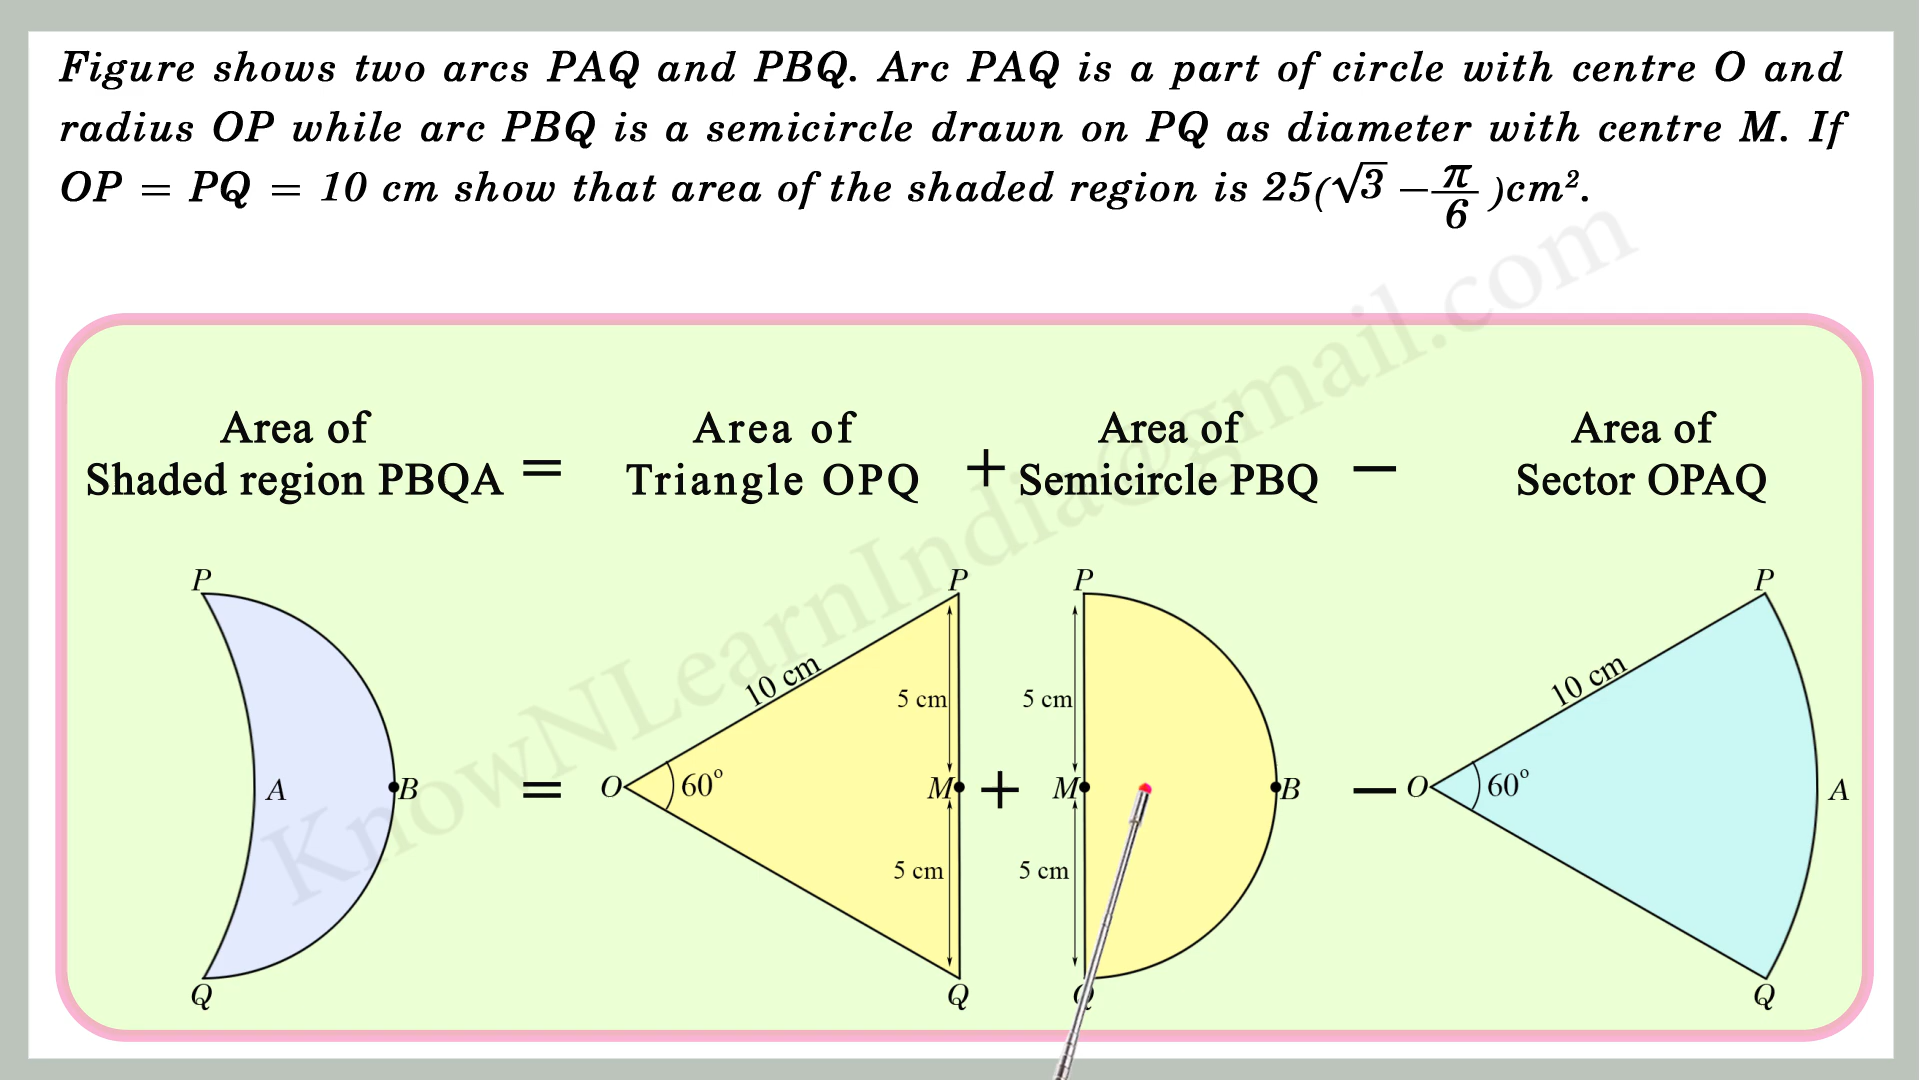 Figure shows two arcs PAQ and PBQ. Arc PAQ is a part of circle with centre O and
radius OP while arc PBQ is a semicircle drawn on PQ as diameter with centre M. If
OP = PQ = 10 cm show that area of the shaded region is 25(√3 − π/6)cm².
Area of
Shaded region PBQA
=
Area of
Triangle OPQ
+
Area of
Semicircle PBQ
−
Area of
Sector OPAQ
P
A
B
Q
=
P
10 cm
5 cm
O
60°
M
5 cm
Q
+
P
5 cm
M
B
5 cm
Q
−
P
10 cm
O
60°
A
Q
KnowNLearnIndia@gmail.com